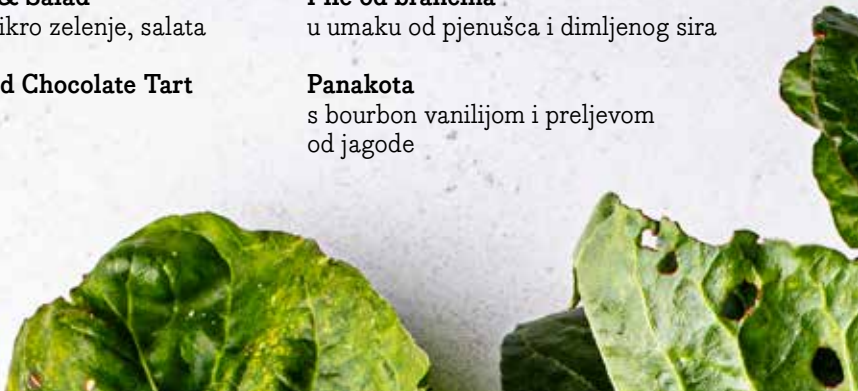 & Salad
ikro zelenje, salata
d Chocolate Tart
File od brancina
u umaku od pjenušca i dimljenog sira
Panakota
s bourbon vanilijom i preljevom
od jagode